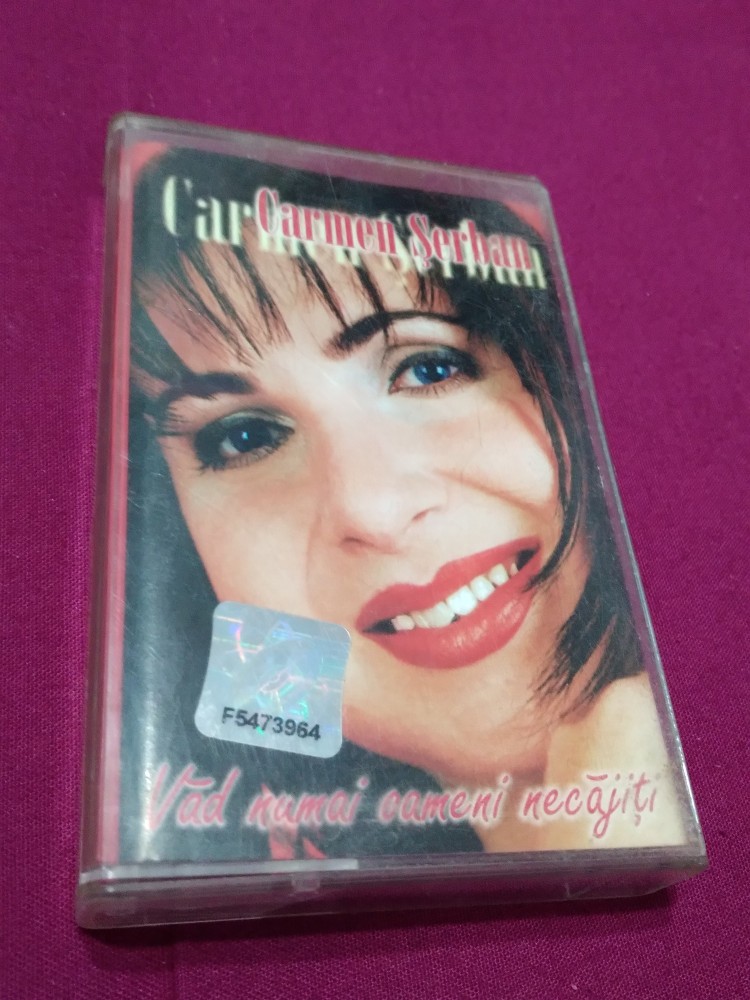 Carmen Şerban
F5473964
Văd numai oameni necăjiţi